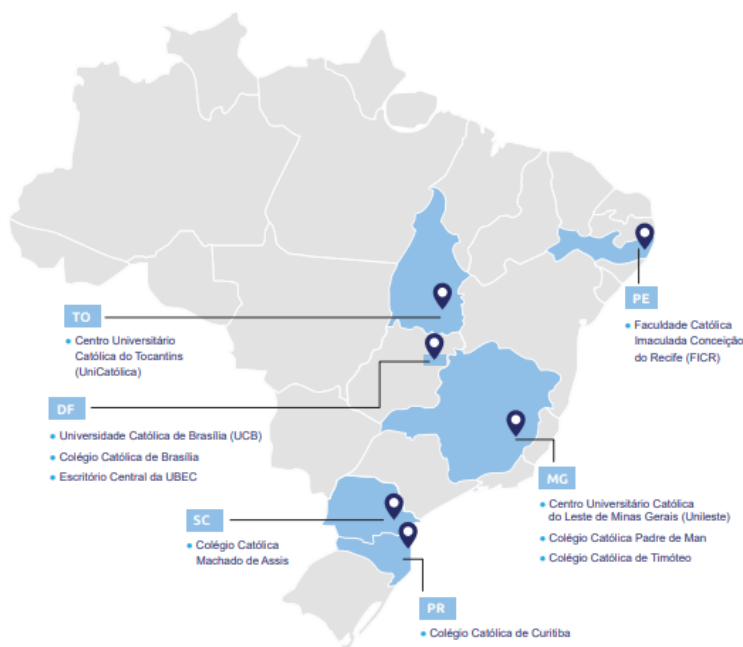 PE
Faculdade Católica
Imaculada Conceição
do Recife (FICR)
TO
Centro Universitário
Católica do Tocantins
(UniCatólica)
DF
Universidade Católica de Brasília (UCB)
Colégio Católica de Brasília
Escritório Central da UBEC
MG
Centro Universitário Católica
do Leste de Minas Gerais (Unileste)
Colégio Católica Padre de Man
Colégio Católica de Timóteo
SC
Colégio Católica
Machado de Assis
PR
Colégio Católica de Curitiba